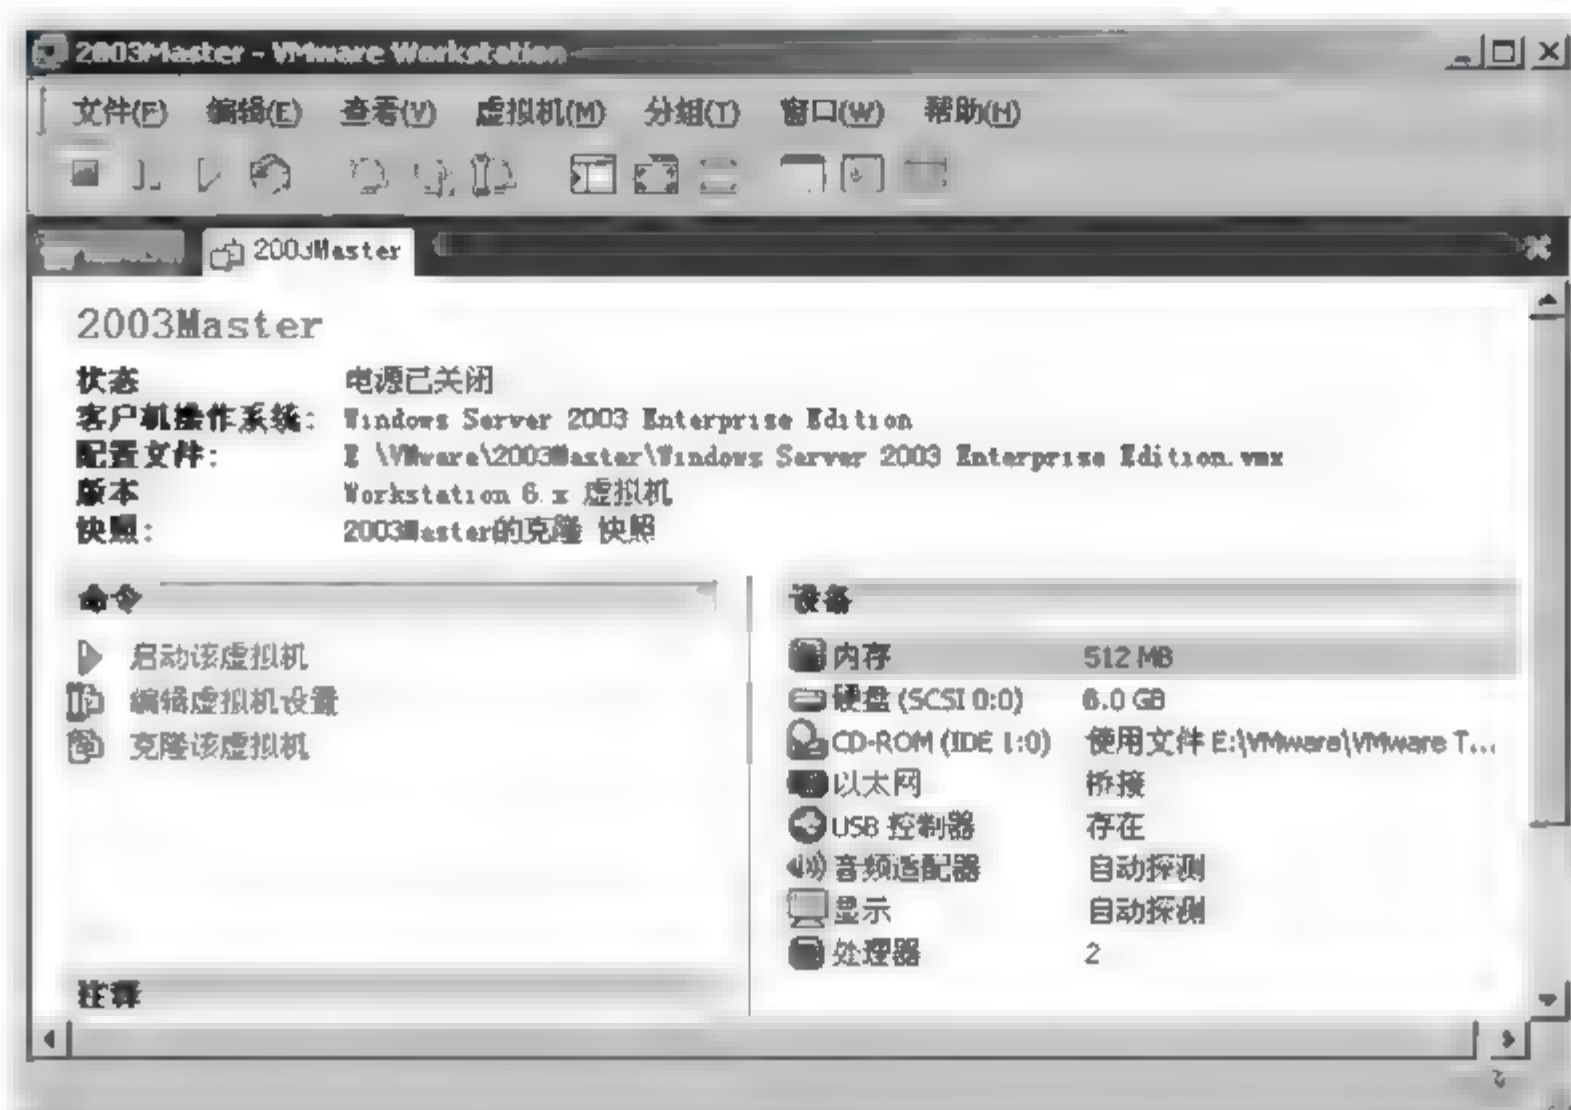 2003Master - VMware Workstation
文件(F) 编辑(E) 查看(V) 虚拟机(M) 分组(T) 窗口(W) 帮助(H)
2003Master
2003Master
状态 电源已关闭
客户机操作系统: Windows Server 2003 Enterprise Edition
配置文件: E \VMware\2003Master\Windows Server 2003 Enterprise Edition.vmx
版本 Workstation 6.x 虚拟机
快照: 2003Master的克隆 快照
命令
启动该虚拟机
编辑虚拟机设置
克隆该虚拟机
注释
设备
内存 512 MB
硬盘 (SCSI 0:0) 6.0 GB
CD-ROM (IDE 1:0) 使用文件 E:\VMware\VMware T...
以太网 桥接
USB 控制器 存在
音频适配器 自动探测
显示 自动探测
处理器 2